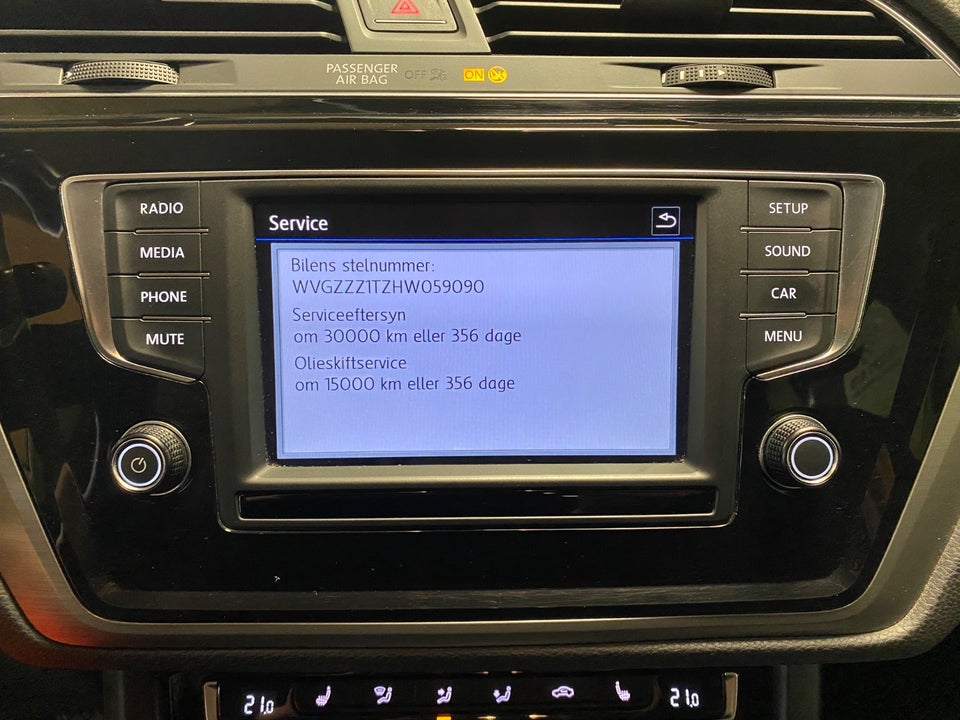 PASSENGER
AIR BAG OFF ON
Service
RADIO
MEDIA
PHONE
MUTE
Bilens stelnummer:
WVGZZZ1TZHW059090
Serviceeftersyn
om 30000 km eller 356 dage
Olieskiftservice
om 15000 km eller 356 dage
SETUP
SOUND
CAR
MENU
21.0
21.0